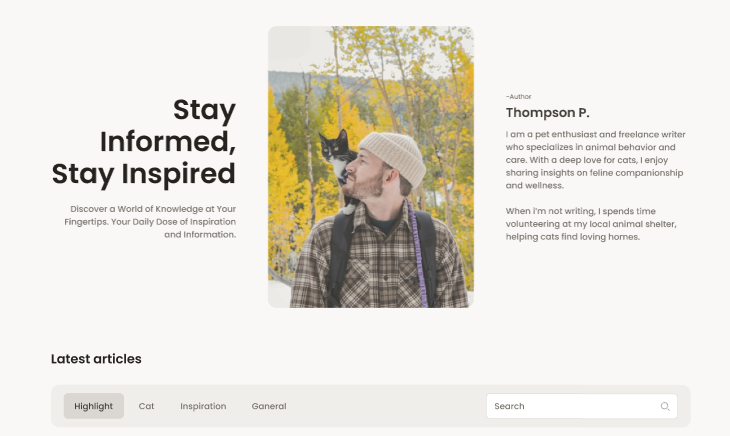 Stay
Informed,
Stay Inspired
Discover a World of Knowledge at Your
Fingertips. Your Daily Dose of Inspiration
and Information.
-Author
Thompson P.
I am a pet enthusiast and freelance writer
who specializes in animal behavior and
care. With a deep love for cats, I enjoy
sharing insights on feline companionship
and wellness.
When i'm not writing, I spends time
volunteering at my local animal shelter,
helping cats find loving homes.
Latest articles
Highlight
Cat
Inspiration
Ganeral
Search